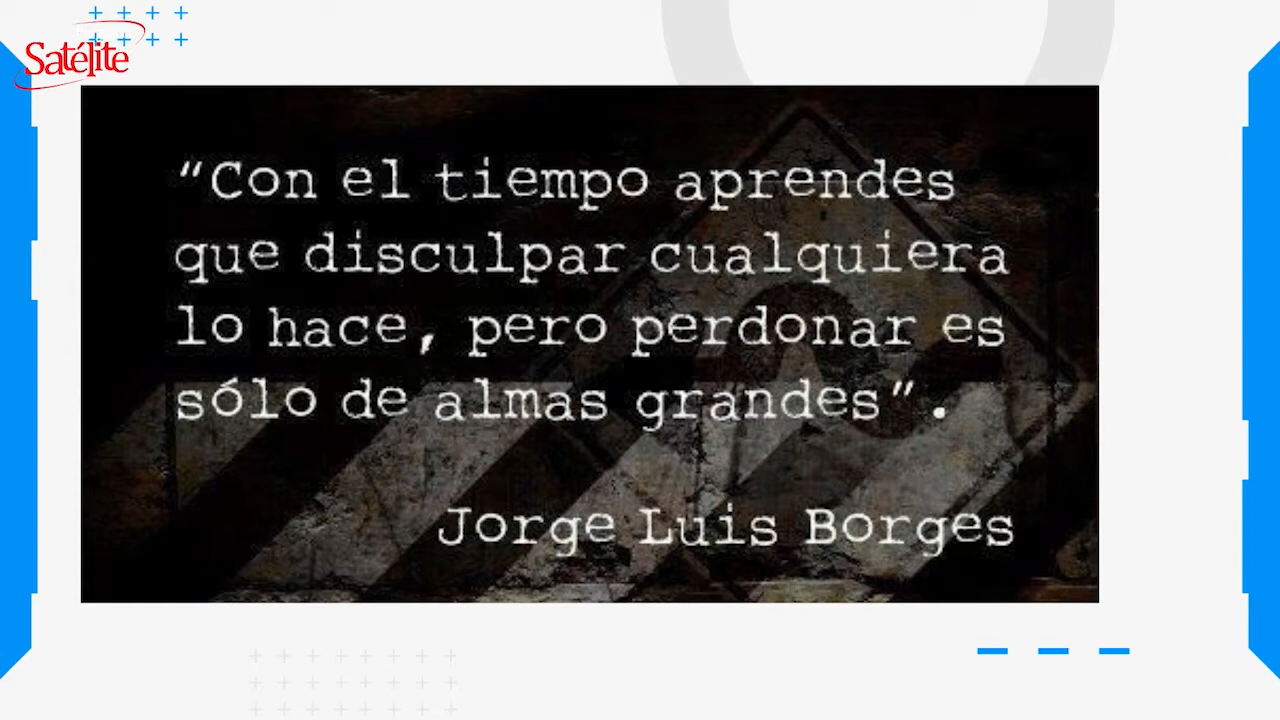 Satélite
“Con el tiempo aprendes
que disculpar cualquiera
lo hace, pero perdonar es
sólo de almas grandes”.
Jorge Luis Borges